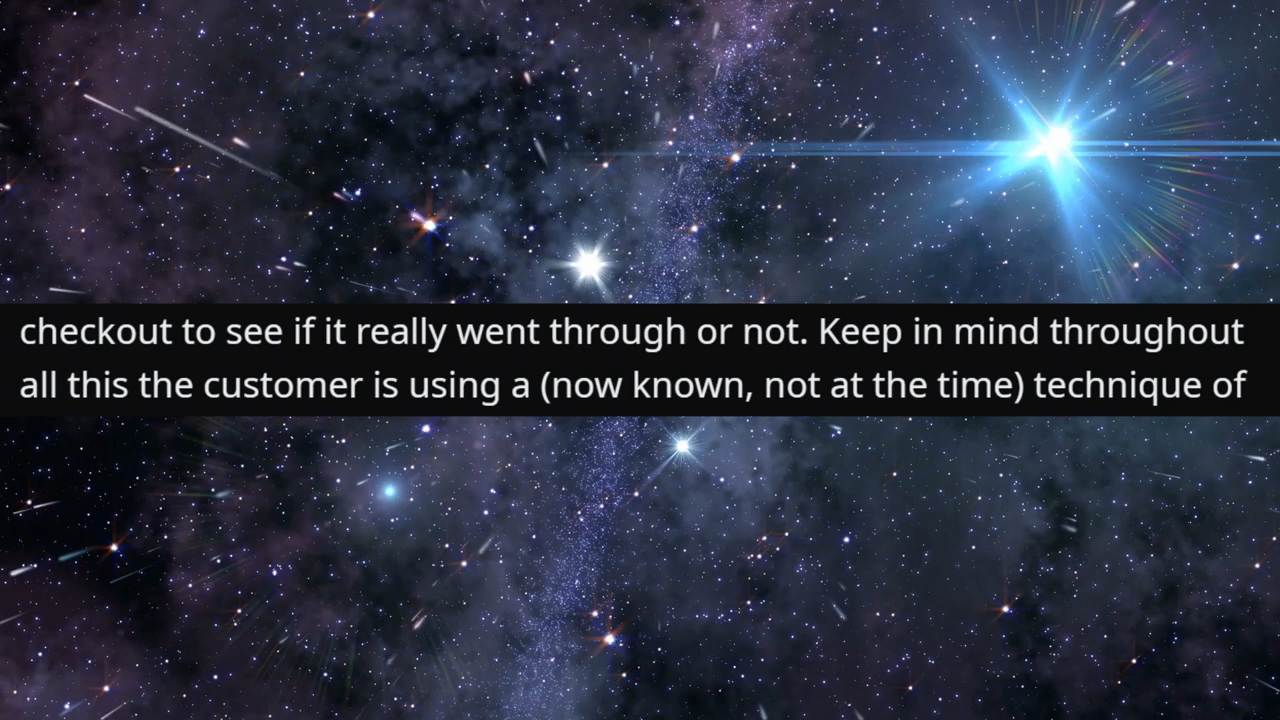 checkout to see if it really went through or not. Keep in mind throughout
all this the customer is using a (now known, not at the time) technique of